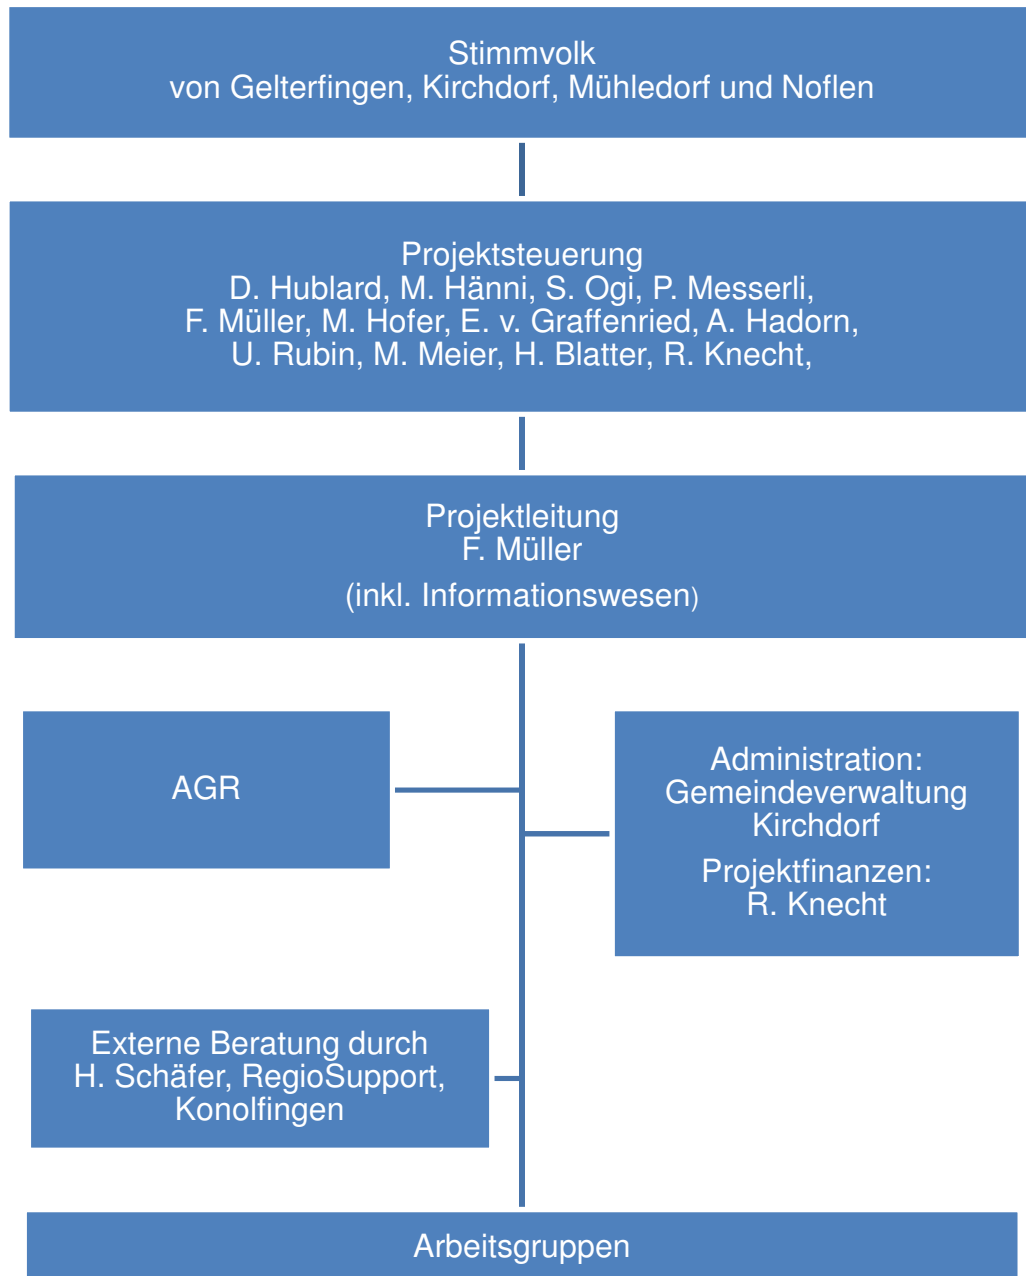 Stimmvolk
von Gelterfingen, Kirchdorf, Mühledorf und Noflen
Projektsteuerung
D. Hublard, M. Hänni, S. Ogi, P. Messerli,
F. Müller, M. Hofer, E. v. Graffenried, A. Hadorn,
U. Rubin, M. Meier, H. Blatter, R. Knecht,
Projektleitung
F. Müller
(inkl. Informationswesen)
AGR
Administration:
Gemeindeverwaltung
Kirchdorf
Projektfinanzen:
R. Knecht
Externe Beratung durch
H. Schäfer, RegioSupport,
Konolfingen
Arbeitsgruppen